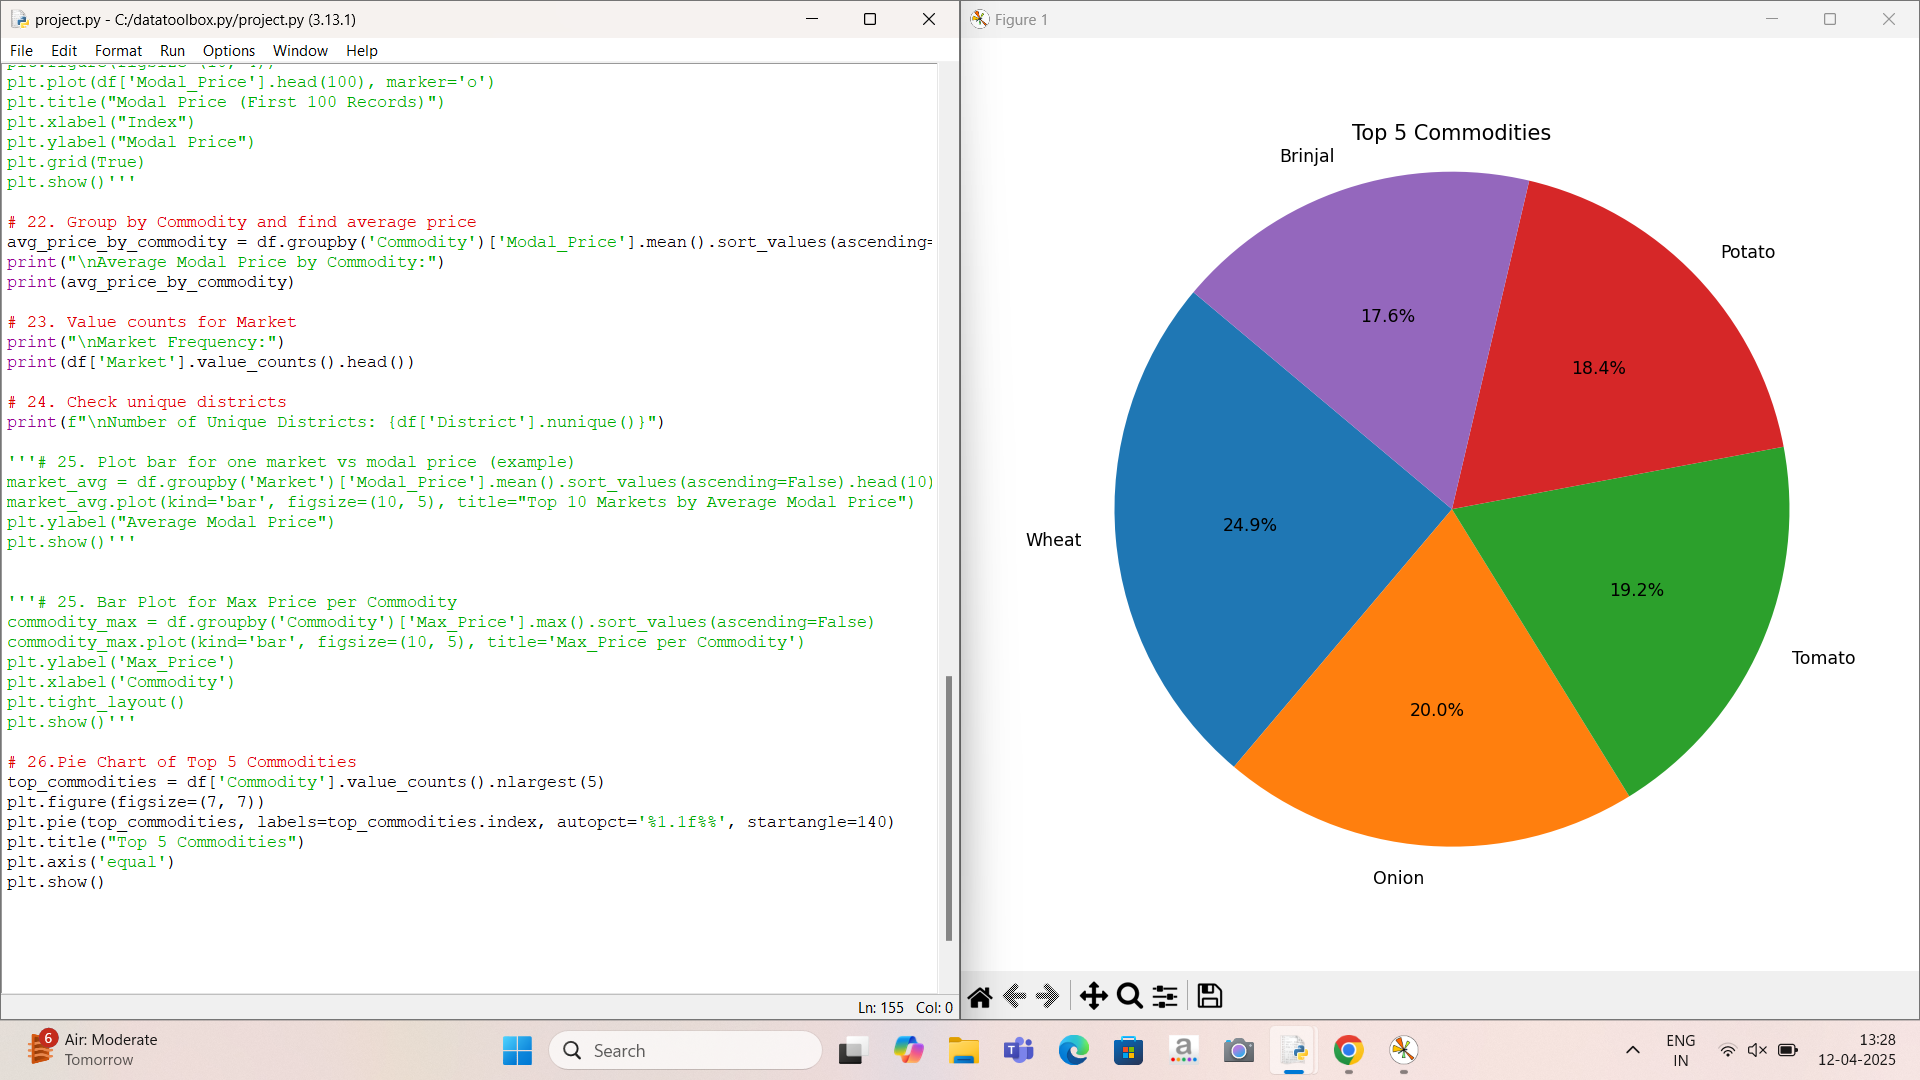 project.py - C:/datatoolbox.py/project.py (3.13.1)
File Edit Format Run Options Window Help
plt.plot(df['Modal_Price'].head(100), marker='o')
plt.title("Modal Price (First 100 Records)")
plt.xlabel("Index")
plt.ylabel("Modal Price")
plt.grid(True)
plt.show()'''
# 22. Group by Commodity and find average price
avg_price_by_commodity = df.groupby('Commodity')['Modal_Price'].mean().sort_values(ascending=
print("\nAverage Modal Price by Commodity:")
print(avg_price_by_commodity)
# 23. Value counts for Market
print("\nMarket Frequency:")
print(df['Market'].value_counts().head())
# 24. Check unique districts
print(f"\nNumber of Unique Districts: {df['District'].nunique()}")
'''# 25. Plot bar for one market vs modal price (example)
market_avg = df.groupby('Market')['Modal_Price'].mean().sort_values(ascending=False).head(10)
market_avg.plot(kind='bar', figsize=(10, 5), title="Top 10 Markets by Average Modal Price")
plt.ylabel("Average Modal Price")
plt.show()'''
'''# 25. Bar Plot for Max Price per Commodity
commodity_max = df.groupby('Commodity')['Max_Price'].max().sort_values(ascending=False)
commodity_max.plot(kind='bar', figsize=(10, 5), title='Max_Price per Commodity')
plt.ylabel('Max_Price')
plt.xlabel('Commodity')
plt.tight_layout()
plt.show()'''
# 26.Pie Chart of Top 5 Commodities
top_commodities = df['Commodity'].value_counts().nlargest(5)
plt.figure(figsize=(7, 7))
plt.pie(top_commodities, labels=top_commodities.index, autopct='%1.1f%%', startangle=140)
plt.title("Top 5 Commodities")
plt.axis('equal')
plt.show()
Ln: 155 Col: 0
Figure 1
Top 5 Commodities
Brinjal
Potato
17.6%
18.4%
24.9%
Wheat
19.2%
Tomato
20.0%
Onion
6
Air: Moderate
Tomorrow
Search
a
ENG
IN
13:28
12-04-2025